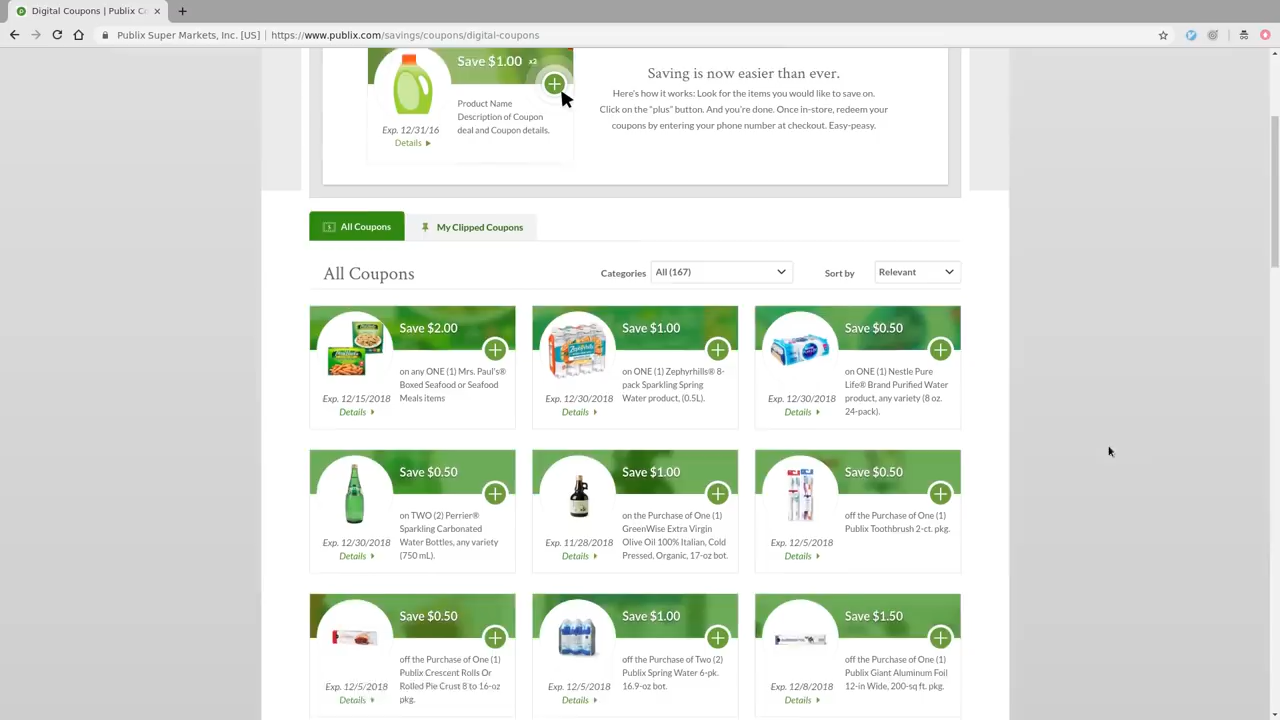 Digital Coupons | Publix Co
Publix Super Markets, Inc. [US] | https://www.publix.com/savings/coupons/digital-coupons
Save $1.00 x2
Product Name
Description of Coupon
deal and Coupon details.
Exp. 12/31/16
Details
Saving is now easier than ever.
Here's how it works: Look for the items you would like to save on.
Click on the "plus" button. And you're done. Once in-store, redeem your
coupons by entering your phone number at checkout. Easy-peasy.
All Coupons
My Clipped Coupons
All Coupons
Categories All (167)
Sort by Relevant
Save $2.00
on any ONE (1) Mrs. Paul's®
Boxed Seafood or Seafood
Meals items
Exp. 12/15/2018
Details
Save $1.00
on ONE (1) Zephyrhills® 8-
pack Sparkling Spring
Water product, (0.5L).
Exp. 12/30/2018
Details
Save $0.50
on ONE (1) Nestle Pure
Life® Brand Purified Water
product, any variety (8 oz.
24-pack).
Exp. 12/30/2018
Details
Save $0.50
on TWO (2) Perrier®
Sparkling Carbonated
Water Bottles, any variety
(750 mL).
Exp. 12/30/2018
Details
Save $1.00
on the Purchase of One (1)
GreenWise Extra Virgin
Olive Oil 100% Italian, Cold
Pressed, Organic, 17-oz bot.
Exp. 11/28/2018
Details
Save $0.50
off the Purchase of One (1)
Publix Toothbrush 2-ct. pkg.
Exp. 12/5/2018
Details
Save $0.50
off the Purchase of One (1)
Publix Crescent Rolls Or
Rolled Pie Crust 8 to 16-oz
pkg.
Exp. 12/5/2018
Details
Save $1.00
off the Purchase of Two (2)
Publix Spring Water 6-pk.
16.9-oz bot.
Exp. 12/5/2018
Details
Save $1.50
off the Purchase of One (1)
Publix Giant Aluminum Foil
12-in Wide, 200-sq ft. pkg.
Exp. 12/8/2018
Details